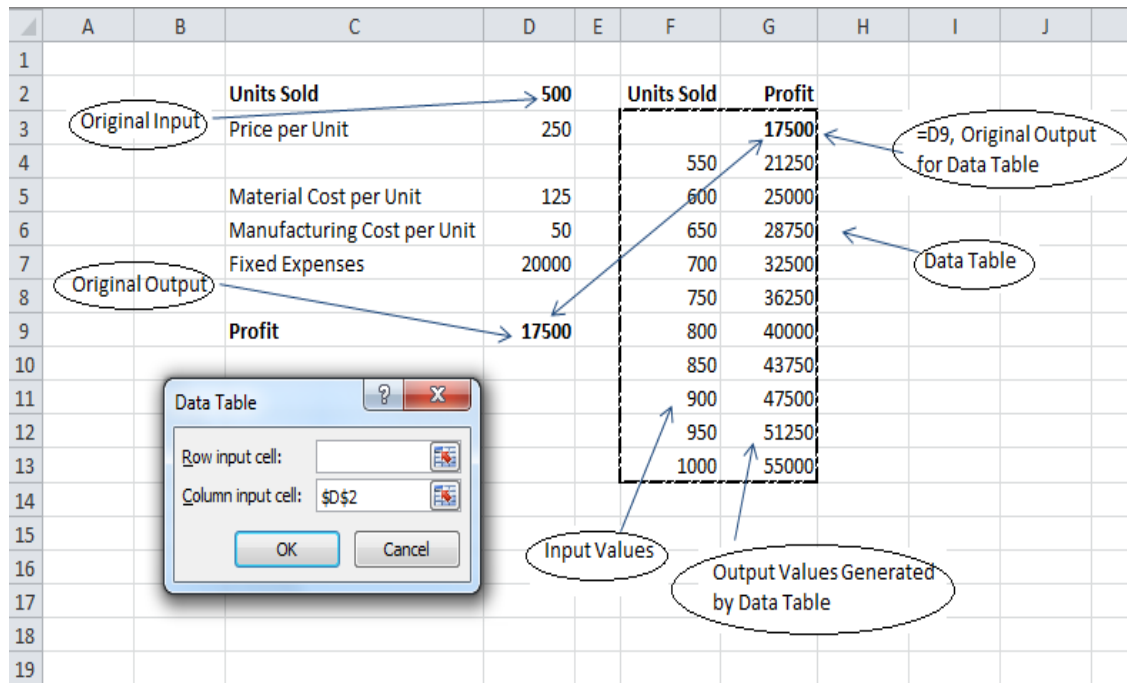 A B C D E F G H I J
1
2 Units Sold 500 Units Sold Profit
Original Input
3 Price per Unit 250 17500 =D9, Original Output
for Data Table
4 550 21250
5 Material Cost per Unit 125 600 25000
6 Manufacturing Cost per Unit 50 650 28750
7 Fixed Expenses 20000 700 32500 Data Table
Original Output
8 750 36250
9 Profit 17500 800 40000
10 850 43750
11 900 47500
12 950 51250
13 1000 55000
14
15
16
17
18
19
Data Table ? X
Row input cell:
Column input cell: $D$2
OK Cancel
Input Values
Output Values Generated
by Data Table